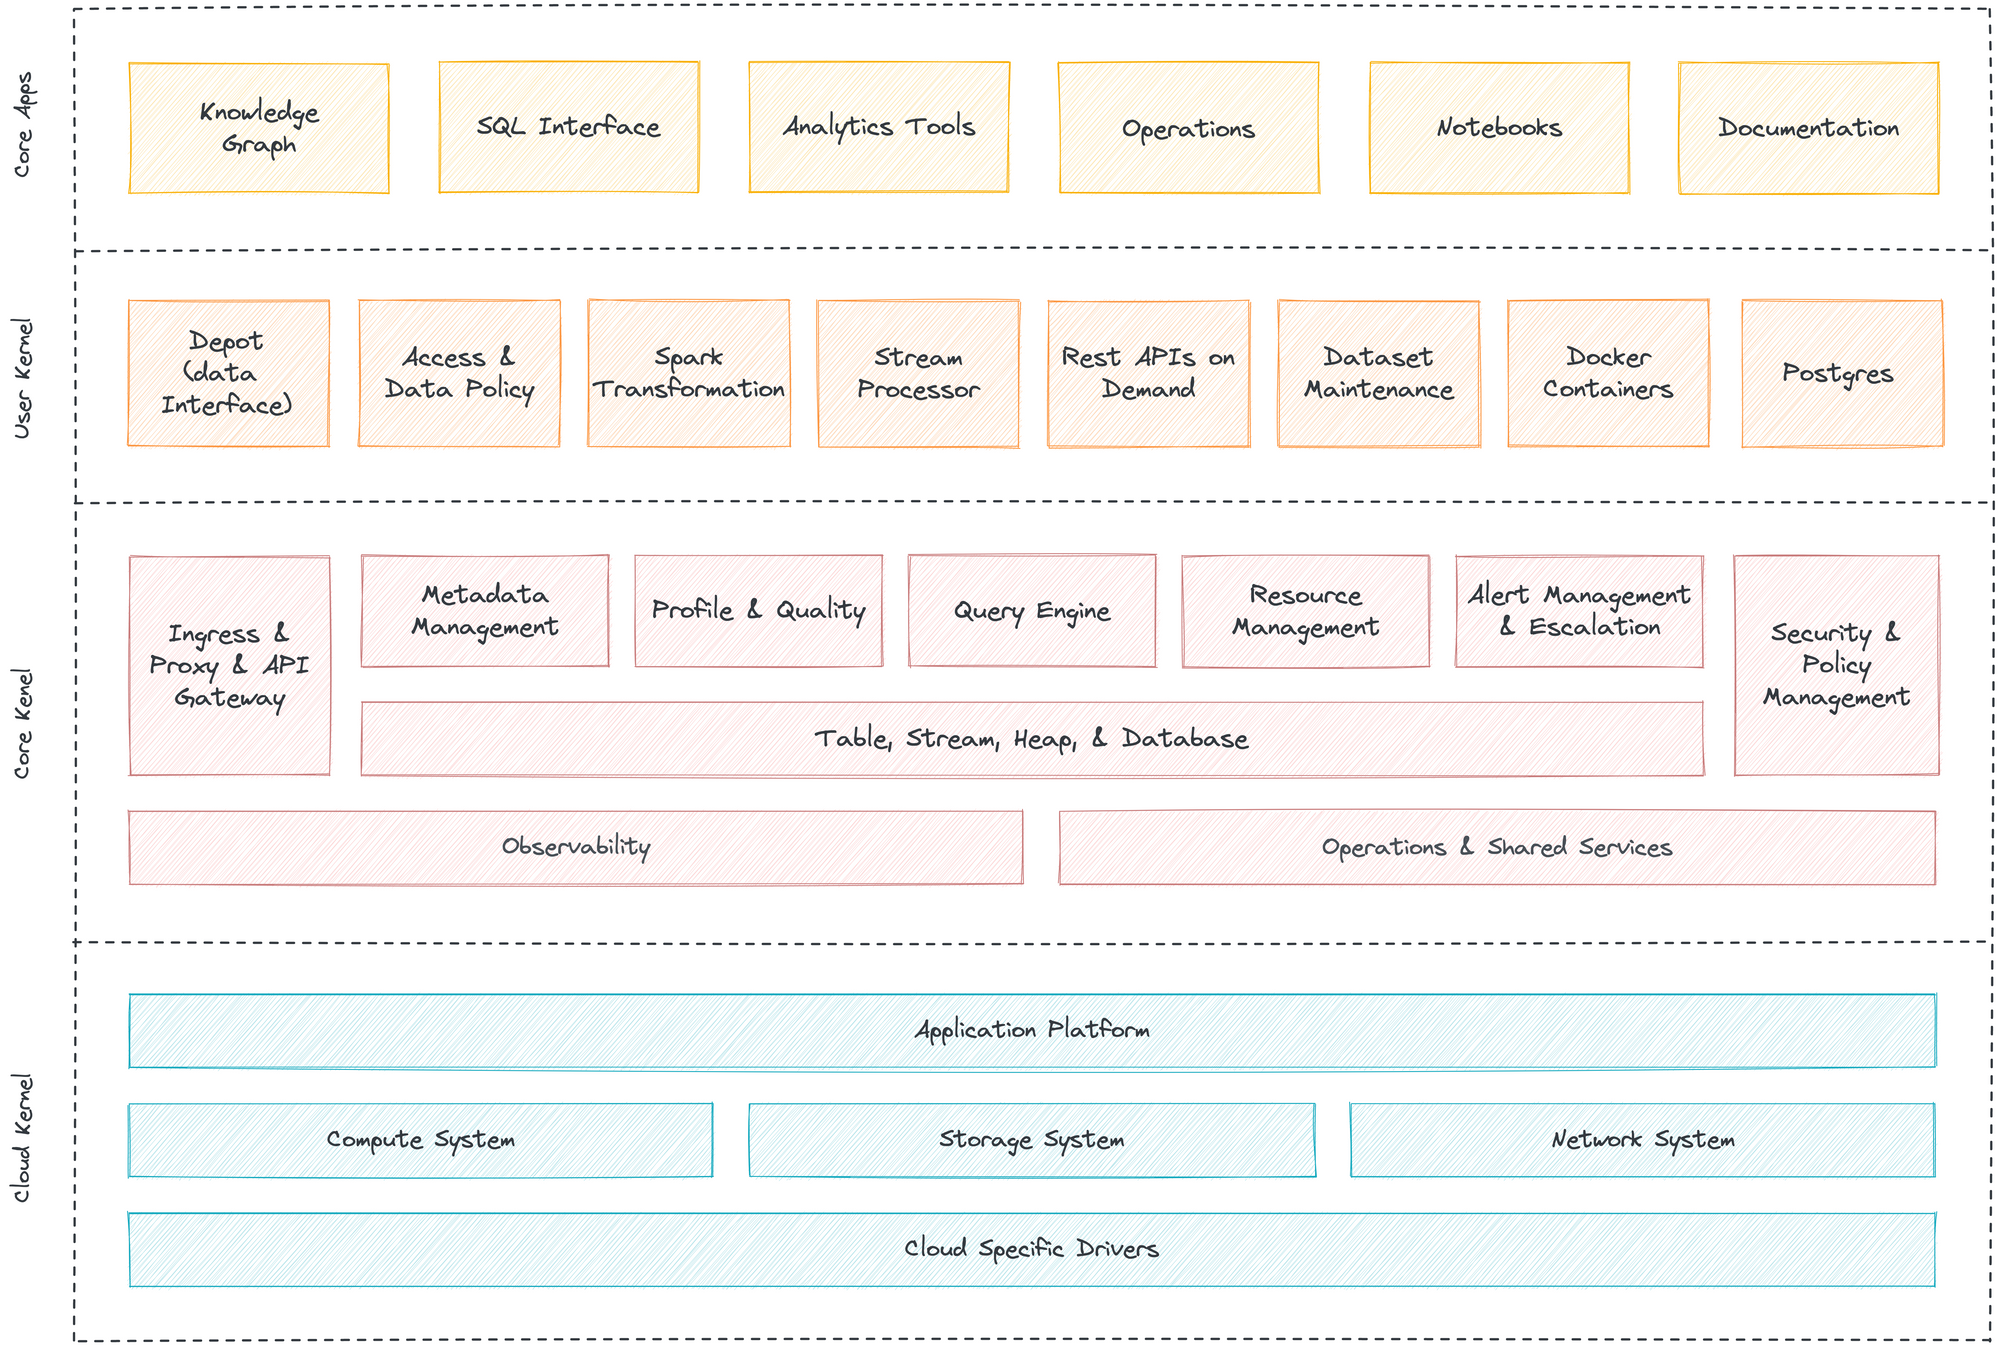 Core Apps
Knowledge
Graph
SQL Interface
Analytics Tools
Operations
Notebooks
Documentation
User Kernel
Depot
(data
Interface)
Access &
Data Policy
Spark
Transformation
Stream
Processor
Rest APIs on
Demand
Dataset
Maintenance
Docker
Containers
Postgres
Core Kenel
Ingress &
Proxy & API
Gateway
Metadata
Management
Profile & Quality
Query Engine
Resource
Management
Alert Management
& Escalation
Security &
Policy
Management
Table, Stream, Heap, & Database
Observability
Operations & Shared Services
Cloud Kernel
Application Platform
Compute System
Storage System
Network System
Cloud Specific Drivers